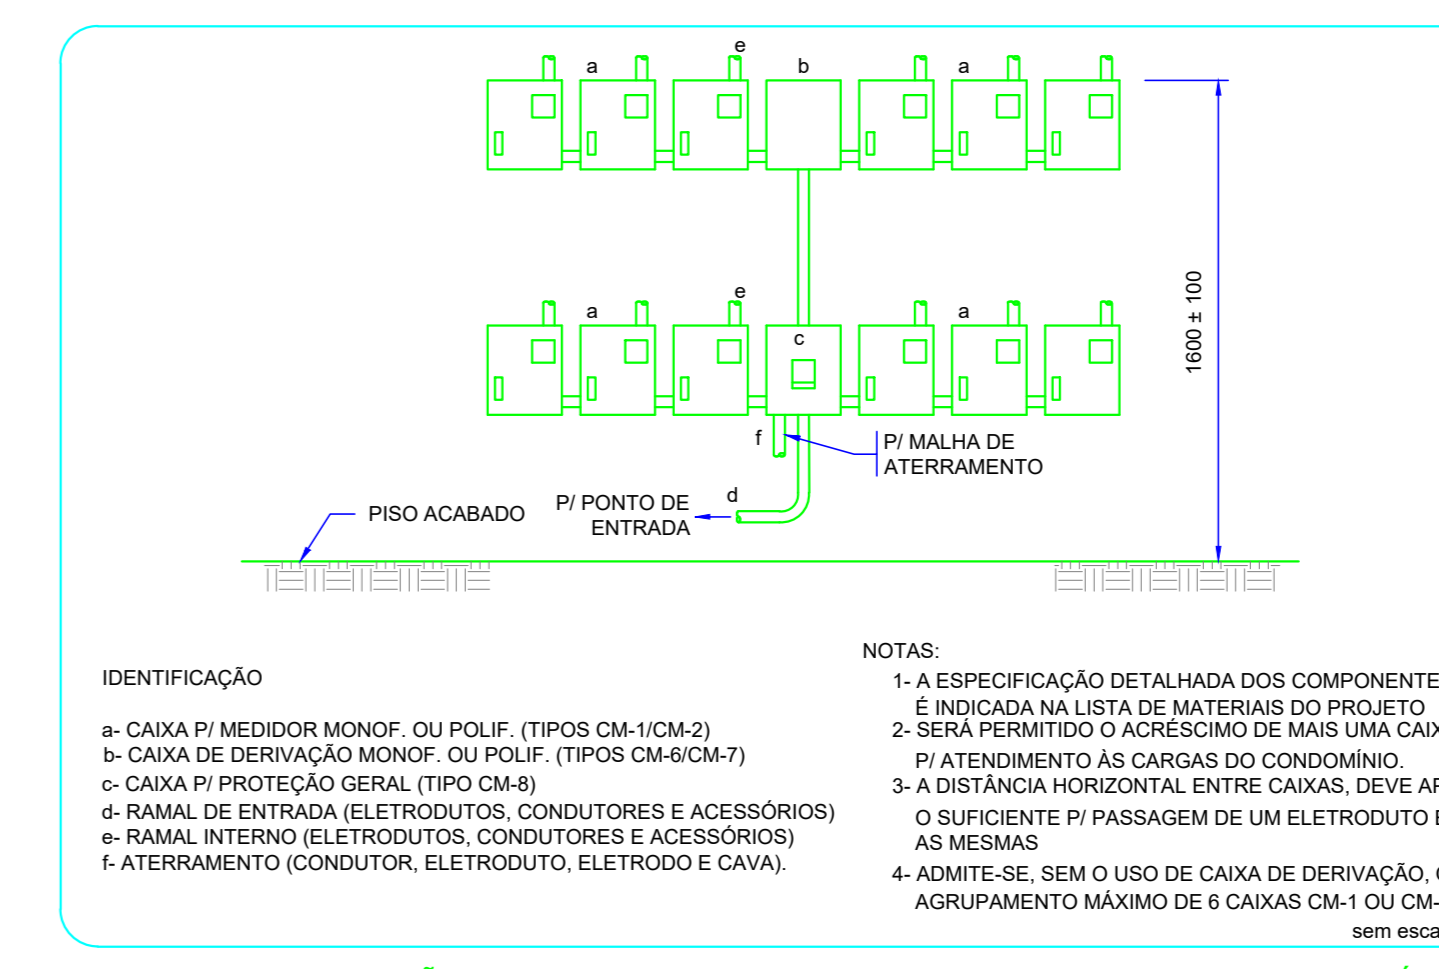 e
a
b
a
1600 ± 100
e
a
a
c
f
P/ MALHA DE
ATERRAMENTO
d
P/ PONTO DE
ENTRADA
PISO ACABADO
IDENTIFICAÇÃO
a- CAIXA P/ MEDIDOR MONOF. OU POLIF. (TIPOS CM-1/CM-2)
b- CAIXA DE DERIVAÇÃO MONOF. OU POLIF. (TIPOS CM-6/CM-7)
c- CAIXA P/ PROTEÇÃO GERAL (TIPO CM-8)
d- RAMAL DE ENTRADA (ELETRODUTOS, CONDUTORES E ACESSÓRIOS)
e- RAMAL INTERNO (ELETRODUTOS, CONDUTORES E ACESSÓRIOS)
f- ATERRAMENTO (CONDUTOR, ELETRODUTO, ELETRODO E CAVA).
NOTAS:
1- A ESPECIFICAÇÃO DETALHADA DOS COMPONENTE
É INDICADA NA LISTA DE MATERIAIS DO PROJETO
2- SERÁ PERMITIDO O ACRÉSCIMO DE MAIS UMA CAIX
P/ ATENDIMENTO ÀS CARGAS DO CONDOMÍNIO.
3- A DISTÂNCIA HORIZONTAL ENTRE CAIXAS, DEVE
O SUFICIENTE P/ PASSAGEM DE UM ELETRODUTO
AS MESMAS
4- ADMITE-SE, SEM O USO DE CAIXA DE DERIVAÇÃO,
AGRUPAMENTO MÁXIMO DE 6 CAIXAS CM-1 OU CM-
sem esca